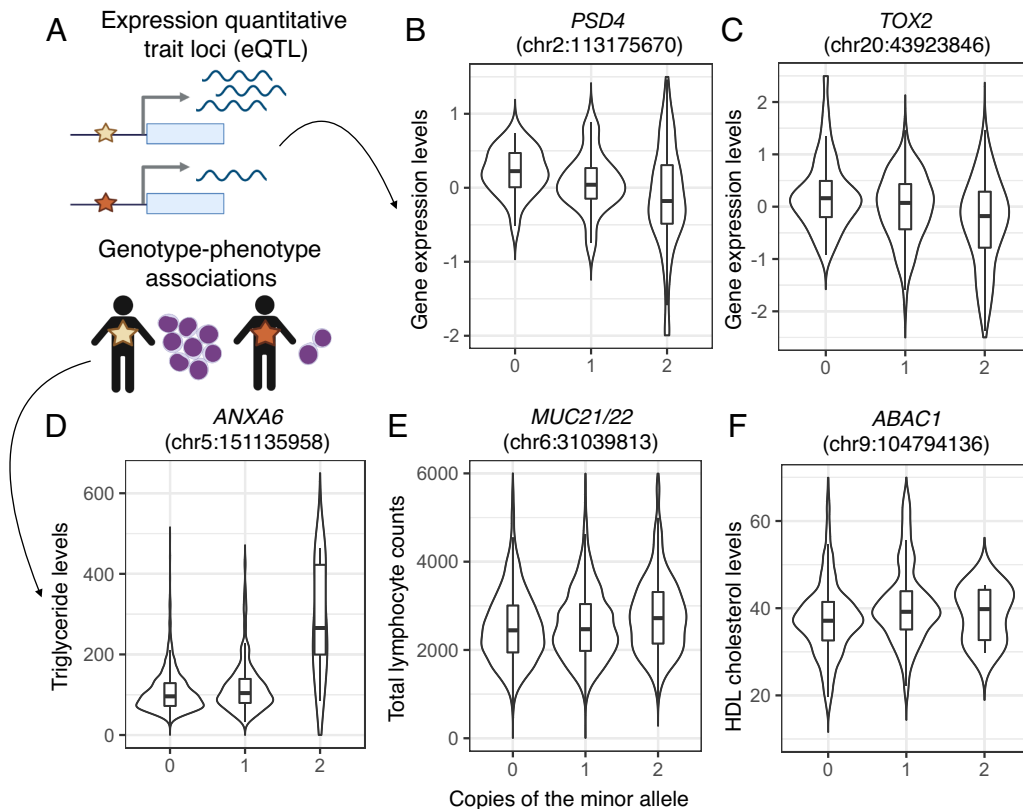 A
Expression quantitative
trait loci (eQTL)
Genotype-phenotype
associations
B
PSD4
(chr2:113175670)
Gene expression levels
1
0
-1
-2
0
1
2
C
TOX2
(chr20:43923846)
Gene expression levels
2
1
0
-1
-2
0
1
2
D
ANXA6
(chr5:151135958)
Triglyceride levels
600
400
200
0
0
1
2
E
MUC21/22
(chr6:31039813)
Total lymphocyte counts
6000
4000
2000
0
0
1
2
Copies of the minor allele
F
ABAC1
(chr9:104794136)
HDL cholesterol levels
60
40
20
0
1
2